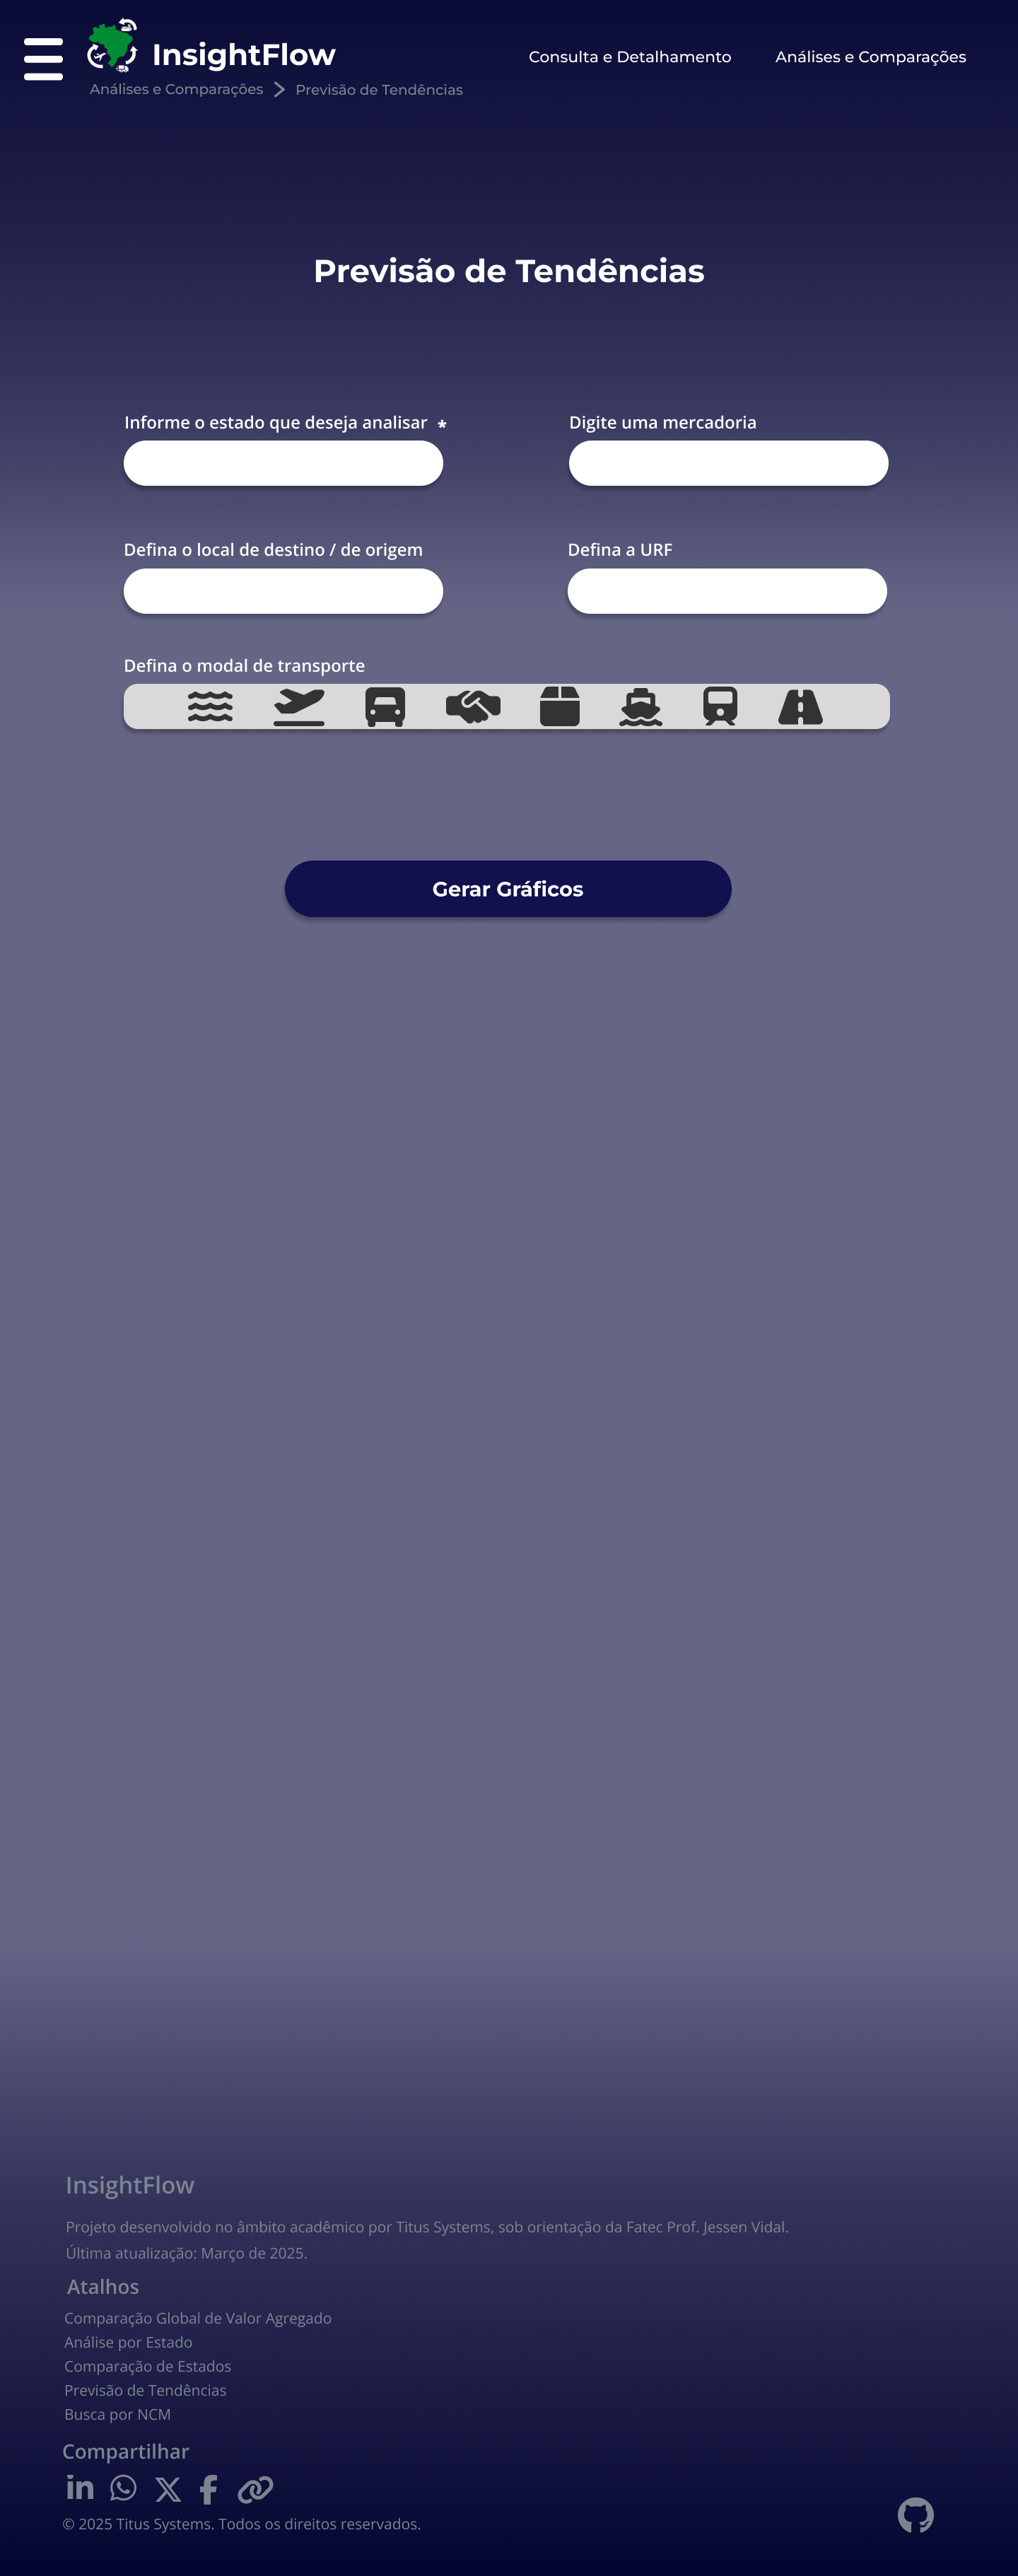 InsightFlow
Consulta e Detalhamento
Análises e Comparações
Análises e Comparações
Previsão de Tendências
Previsão de Tendências
Informe o estado que deseja analisar *
Digite uma mercadoria
Defina o local de destino / de origem
Defina a URF
Defina o modal de transporte
Gerar Gráficos
InsightFlow
Projeto desenvolvido no âmbito acadêmico por Titus Systems, sob orientação da Fatec Prof. Jessen Vidal.
Última atualização: Março de 2025.
Atalhos
Comparação Global de Valor Agregado
Análise por Estado
Comparação de Estados
Previsão de Tendências
Busca por NCM
Compartilhar
© 2025 Titus Systems. Todos os direitos reservados.